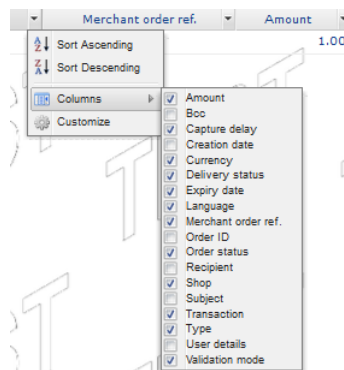 Merchant order ref. Amount
1.00
Sort Ascending
Sort Descending
Columns
Customize
Amount
Bcc
Capture delay
Creation date
Currency
Delivery status
Expiry date
Language
Merchant order ref.
Order ID
Order status
Recipient
Shop
Subject
Transaction
Type
User details
Validation mode